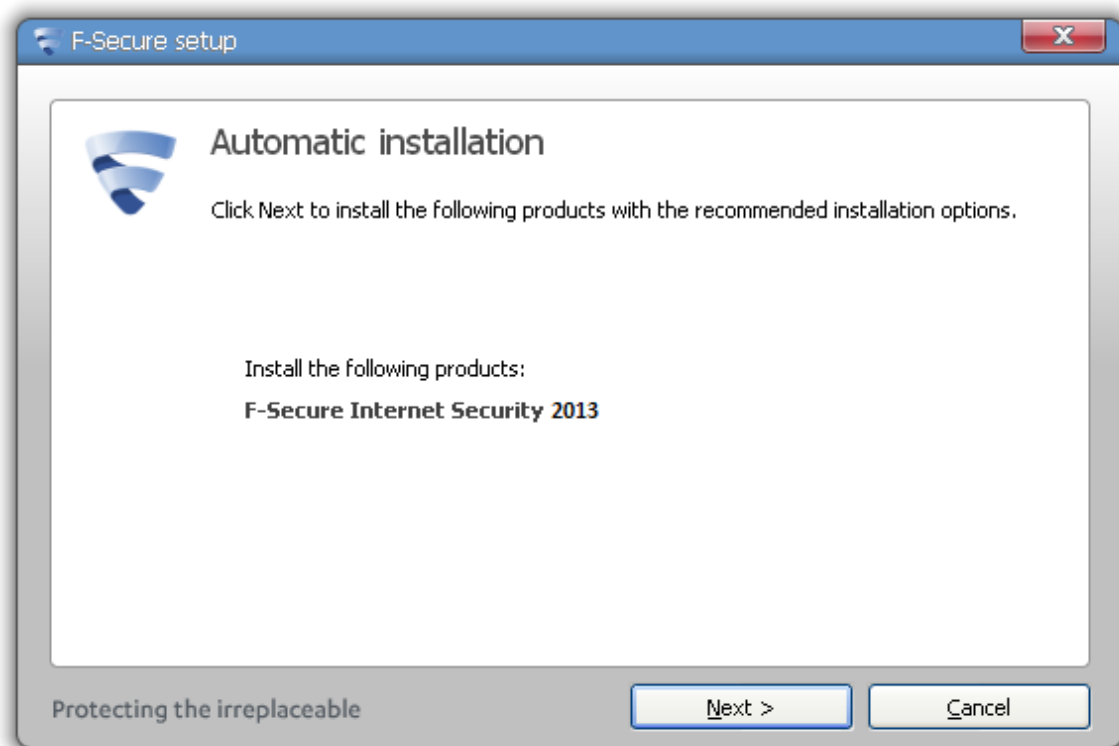 F-Secure setup
Automatic installation
Click Next to install the following products with the recommended installation options.
Install the following products:
F-Secure Internet Security 2013
Protecting the irreplaceable
Next >
Cancel